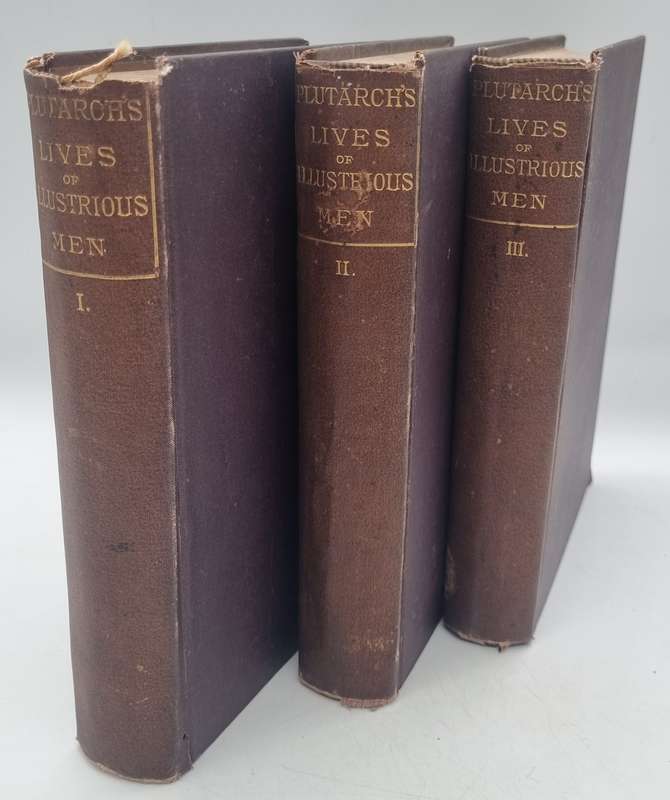 PLUTARCH'S
LIVES
OF
ILLUSTRIOUS
MEN
I.
PLUTARCH'S
LIVES
OF
ILLUSTRIOUS
MEN
II.
PLUTARCH'S
LIVES
OF
ILLUSTRIOUS
MEN
III.